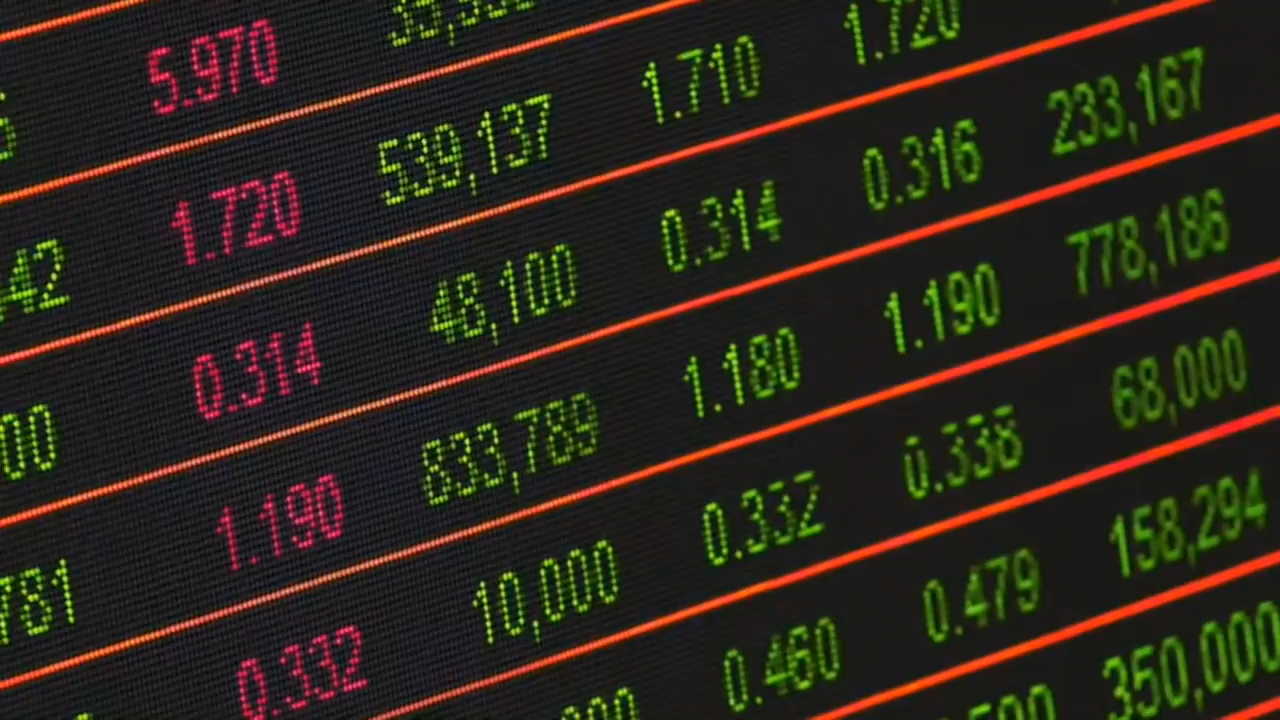 5.970
42 1.720 539,137 1.710 1.720
00 0.314 48,100 0.314 0.316 233,167
781 1.190 833,789 1.180 1.190 778,186
0.332 10,000 0.332 0.338 68,000
0.460 0.479 158,294
350,000